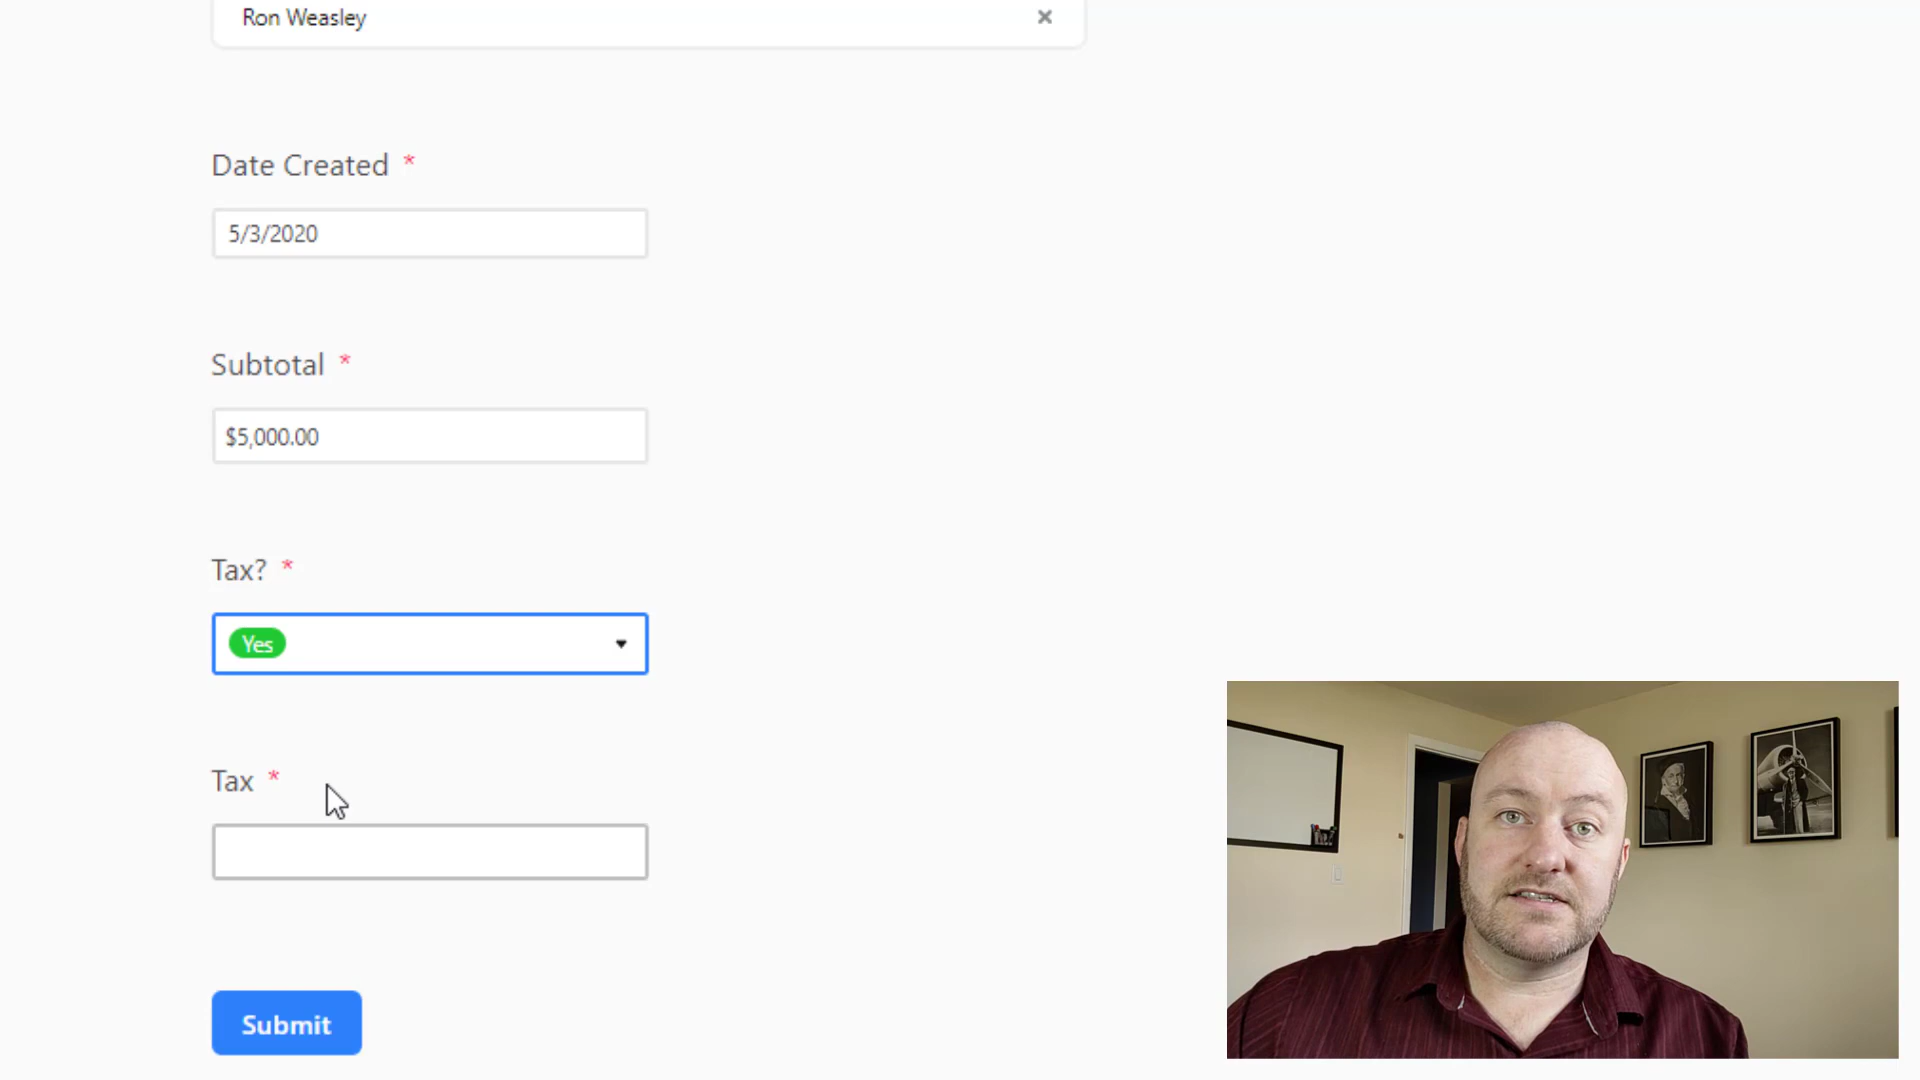 Ron Weasley
Date Created *
5/3/2020
Subtotal *
$5,000.00
Tax? *
Yes
Tax *
Submit